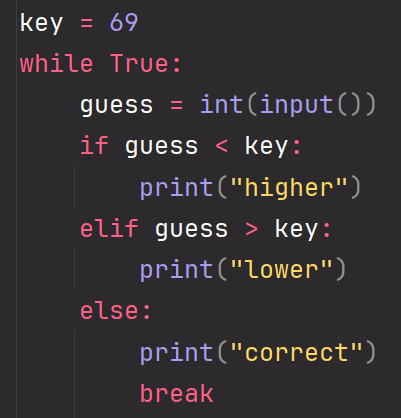 key = 69
while True:
    guess = int(input())
    if guess < key:
        print("higher")
    elif guess > key:
        print("lower")
    else:
        print("correct")
        break